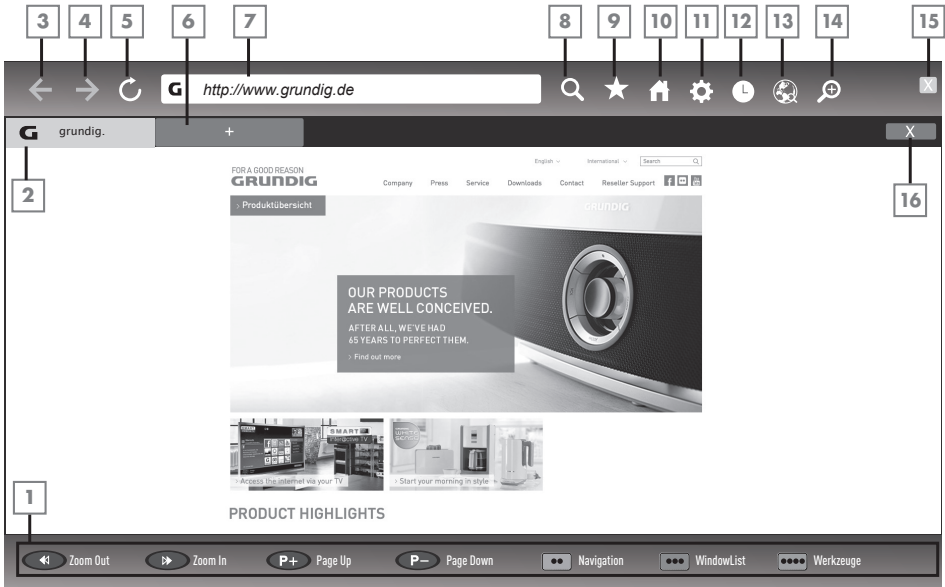 3 4 5 6 7 8 9 10 11 12 13 14 15
G http://www.grundig.de X
G grundig. + X
2 16
English International Search
FOR A GOOD REASON
GRUNDIG
Company Press Service Downloads Contact Reseller Support
› Produktübersicht
GRUNDIG
OUR PRODUCTS
ARE WELL CONCEIVED.
AFTER ALL, WE'VE HAD
65 YEARS TO PERFECT THEM.
› Find out more
SMART
interactive TV
WHITE
SENSE
› Access the internet via your TV › Start your morning in style
PRODUCT HIGHLIGHTS
1
Zoom Out Zoom In P+ Page Up P− Page Down Navigation WindowList Werkzeuge